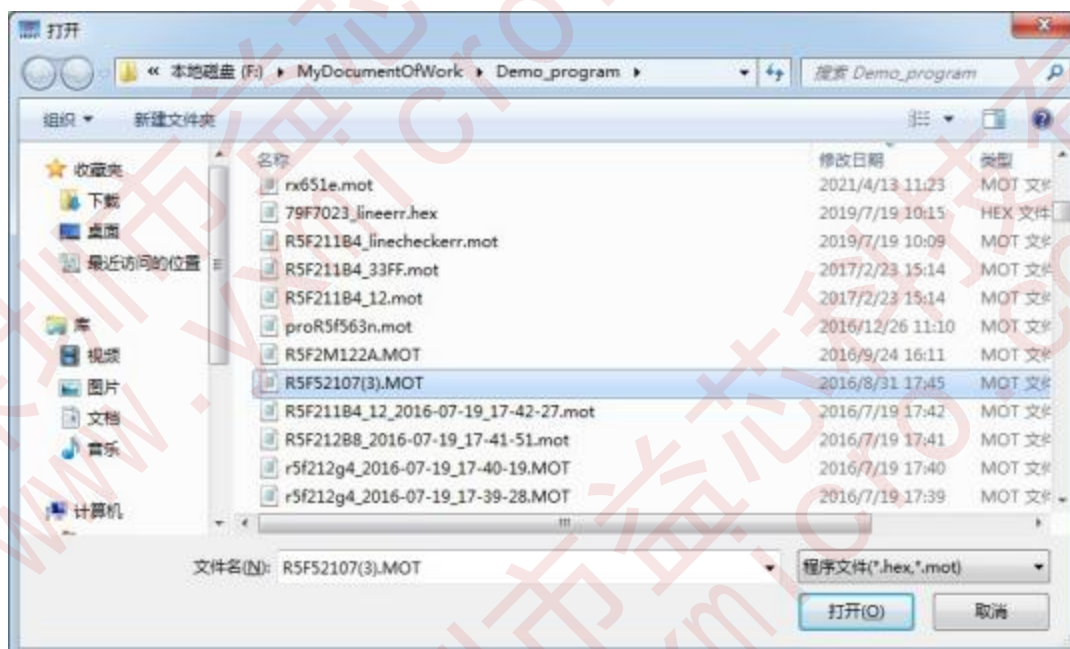 打开
« 本地磁盘 (F:) ▸ MyDocumentOfWork ▸ Demo_program ▸ 搜索 Demo_program
组织 新建文件夹
名称 修改日期 类型
收藏夹
下载
桌面
最近访问的位置
库
视频
图片
文档
音乐
计算机
rx651e.mot 2021/4/13 11:23 MOT 文件
79F7023_lineerr.hex 2019/7/19 10:15 HEX 文件
R5F211B4_linecheckerr.mot 2019/7/19 10:09 MOT 文件
R5F211B4_33FF.mot 2017/2/23 15:14 MOT 文件
R5F211B4_12.mot 2017/2/23 15:14 MOT 文件
proR5f563n.mot 2016/12/26 11:10 MOT 文件
R5F2M122A.MOT 2016/9/24 16:11 MOT 文件
R5F52107(3).MOT 2016/8/31 17:45 MOT 文件
R5F211B4_12_2016-07-19_17-42-27.mot 2016/7/19 17:42 MOT 文件
R5F212B8_2016-07-19_17-41-51.mot 2016/7/19 17:41 MOT 文件
r5f212g4_2016-07-19_17-40-19.MOT 2016/7/19 17:40 MOT 文件
r5f212g4_2016-07-19_17-39-28.MOT 2016/7/19 17:39 MOT 文件
文件名(N): R5F52107(3).MOT 程序文件(*.hex,*.mot)
打开(O) 取消